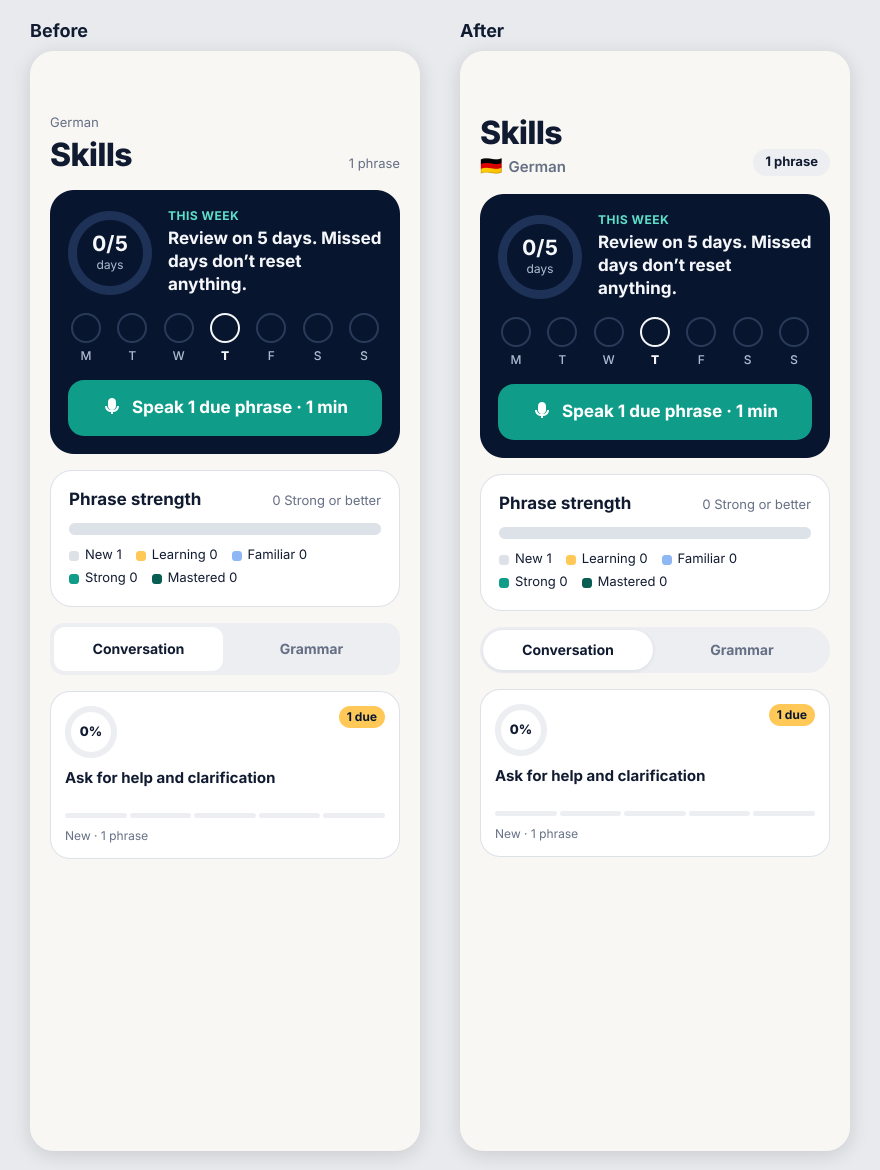 Before
German
Skills
1 phrase
0/5
days
THIS WEEK
Review on 5 days. Missed
days don’t reset
anything.
M T W T F S S
Speak 1 due phrase · 1 min
Phrase strength
0 Strong or better
New 1 Learning 0 Familiar 0
Strong 0 Mastered 0
Conversation Grammar
0%
1 due
Ask for help and clarification
New · 1 phrase
After
Skills
German
1 phrase
0/5
days
THIS WEEK
Review on 5 days. Missed
days don’t reset
anything.
M T W T F S S
Speak 1 due phrase · 1 min
Phrase strength
0 Strong or better
New 1 Learning 0 Familiar 0
Strong 0 Mastered 0
Conversation Grammar
0%
1 due
Ask for help and clarification
New · 1 phrase